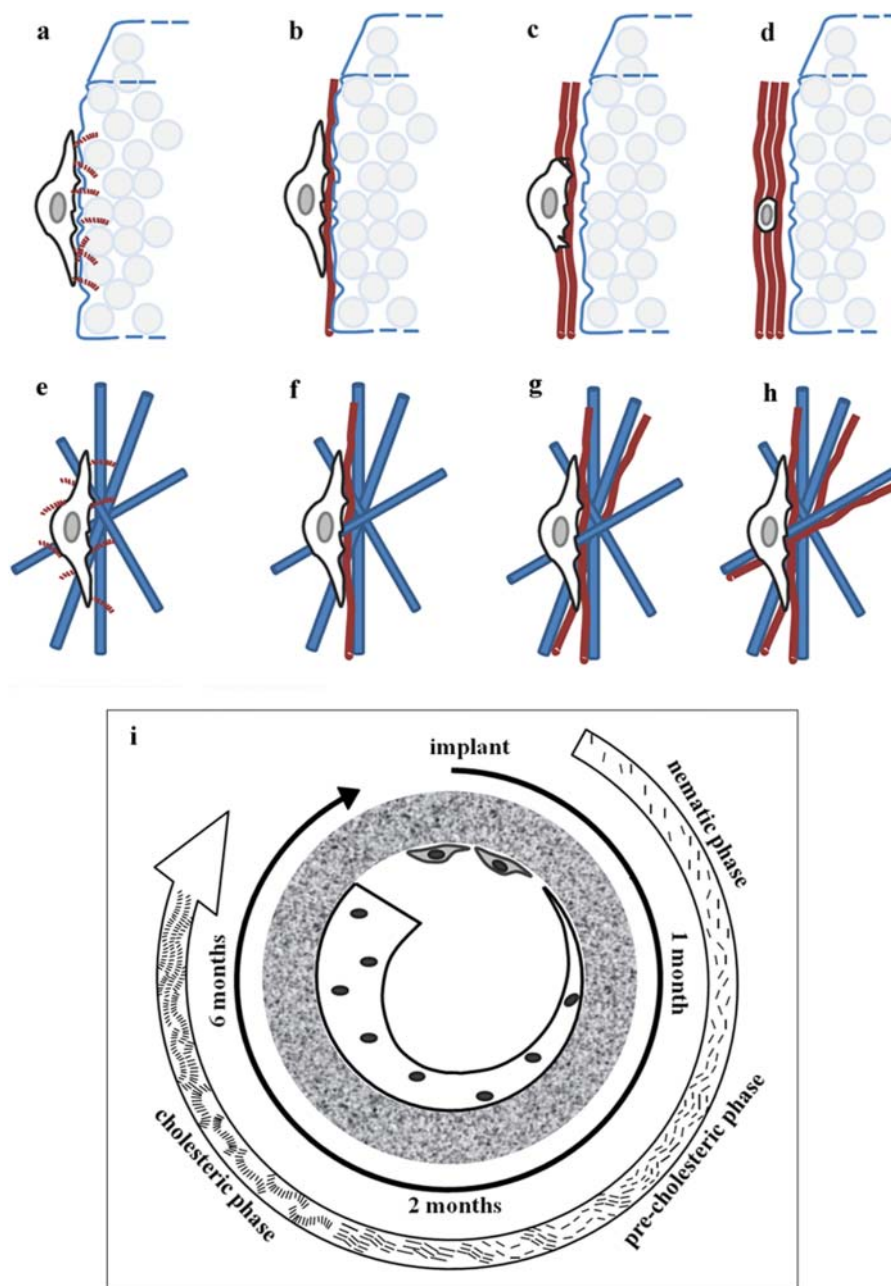 a
b
c
d
e
f
g
h
i
implant
nematic phase
1 month
pre-cholesteric phase
2 months
cholesteric phase
6 months